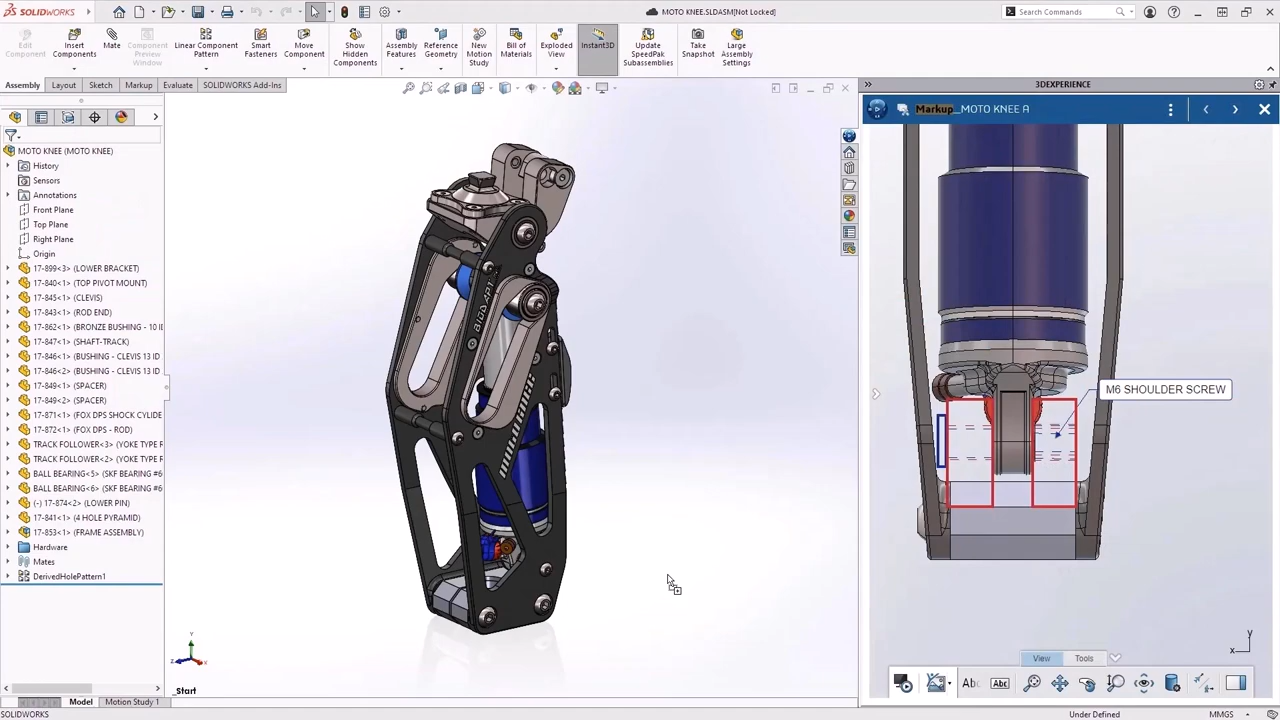 SOLIDWORKS
MOTO KNEE.SLDASM[Not Locked]
Search Commands
Edit Component
Insert Components
Mate
Component Preview Window
Linear Component Pattern
Smart Fasteners
Move Component
Show Hidden Components
Assembly Features
Reference Geometry
New Motion Study
Bill of Materials
Exploded View
Instant3D
Update SpeedPak Subassemblies
Take Snapshot
Large Assembly Settings
Assembly Layout Sketch Markup Evaluate SOLIDWORKS Add-Ins
3DEXPERIENCE
Markup_MOTO KNEE A
MOTO KNEE (MOTO KNEE)
History
Sensors
Annotations
Front Plane
Top Plane
Right Plane
Origin
17-899<3> (LOWER BRACKET)
17-840<1> (TOP PIVOT MOUNT)
17-845<1> (CLEVIS)
17-843<1> (ROD END)
17-862<1> (BRONZE BUSHING - 10 ID
17-847<1> (SHAFT-TRACK)
17-846<1> (BUSHING - CLEVIS 13 ID
17-846<2> (BUSHING - CLEVIS 13 ID
17-849<1> (SPACER)
17-849<2> (SPACER)
17-871<1> (FOX DPS SHOCK CYLIDE
17-872<1> (FOX DPS - ROD)
TRACK FOLLOWER<3> (YOKE TYPE R
TRACK FOLLOWER<2> (YOKE TYPE R
BALL BEARING<5> (SKF BEARING #6
BALL BEARING<6> (SKF BEARING #6
(-) 17-874<2> (LOWER PIN)
17-841<1> (4 HOLE PYRAMID)
17-853<1> (FRAME ASSEMBLY)
Hardware
Mates
DerivedHolePattern1
M6 SHOULDER SCREW
y
x
View Tools
Abc
Abc
Y
Z
X
_Start
Model Motion Study 1
SOLIDWORKS
Under Defined
MMGS